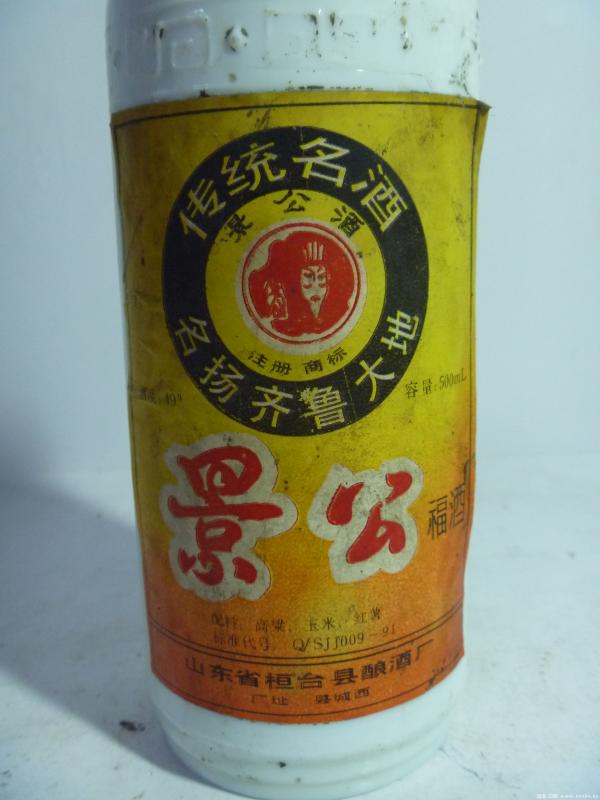 传统名酒
景公酒
注册 商标
名扬齐鲁大地
酒度:49°
容量:500mL
景公
福酒
配料、高粱、玉米、红薯
标准代号、Q/SJJ009-91
山东省桓台县酿酒厂
厂址 县城西